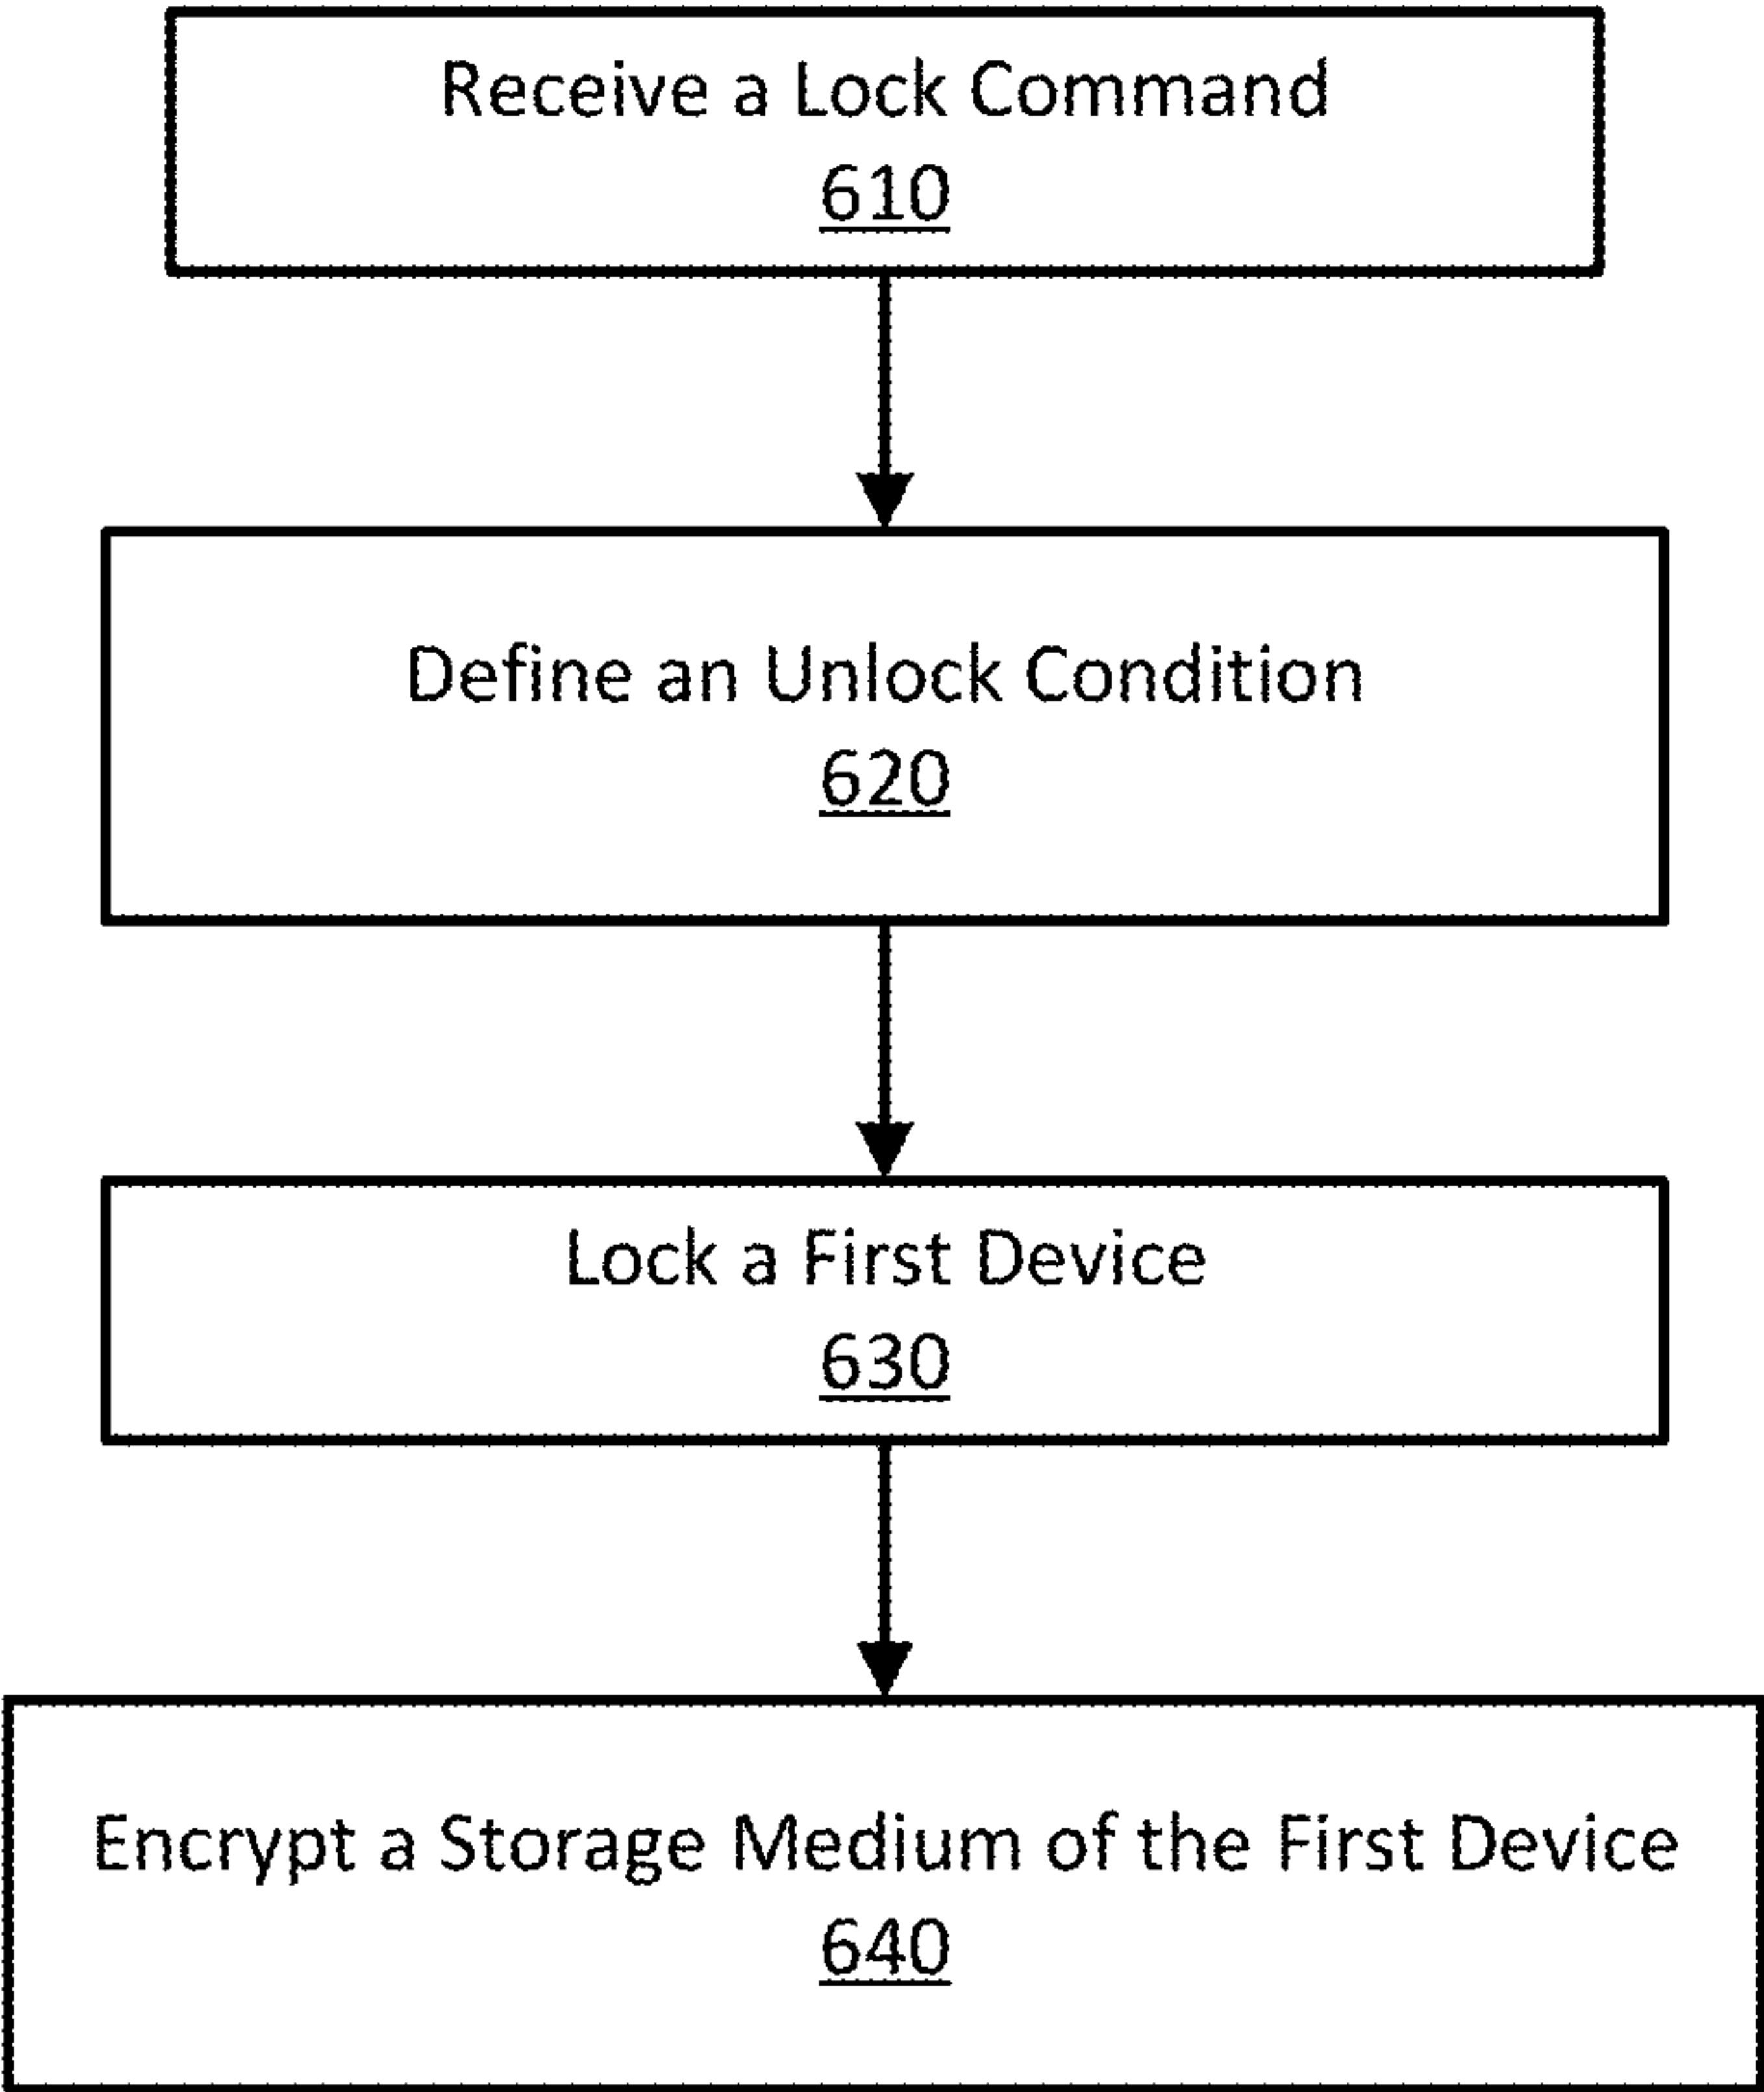 Receive a Lock Command
610
Define an Unlock Condition
620
Lock a First Device
630
Encrypt a Storage Medium of the First Device
640